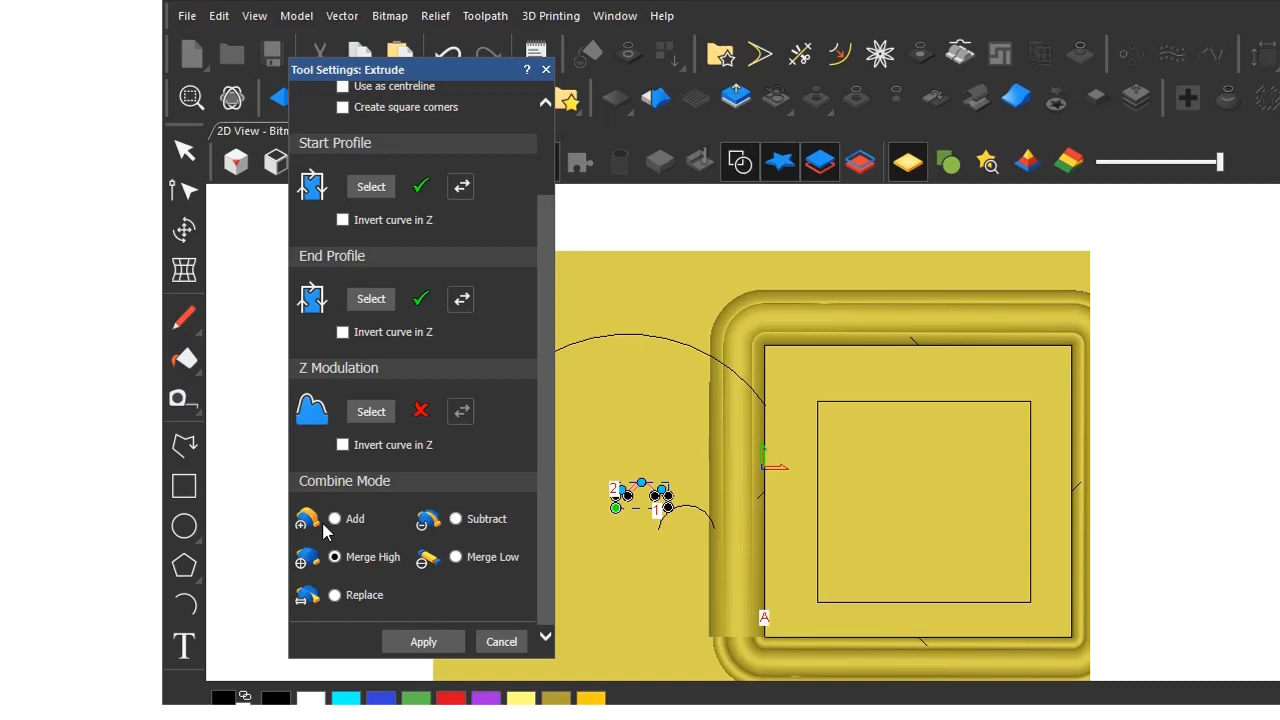 File Edit View Model Vector Bitmap Relief Toolpath 3D Printing Window Help
Tool Settings: Extrude ? ×
Use as centreline
Create square corners
2D View - Bitm
Start Profile
Select
Invert curve in Z
End Profile
Select
Invert curve in Z
Z Modulation
Select
Invert curve in Z
Combine Mode
2
1
Add Subtract
Merge High Merge Low
Replace
A
Apply Cancel
T